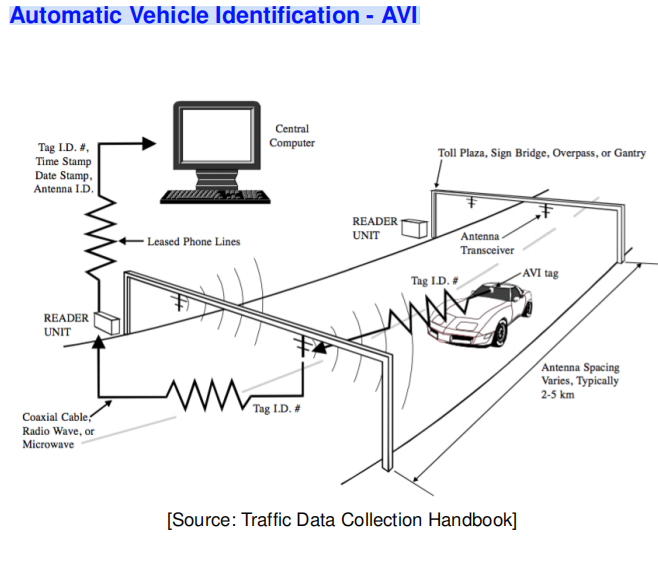 Automatic Vehicle Identification - AVI
Central
Computer
Tag I.D. #,
Time Stamp
Date Stamp,
Antenna I.D.
Toll Plaza, Sign Bridge, Overpass, or Gantry
READER
UNIT
Antenna
Transceiver
Leased Phone Lines
Tag I.D. #
AVI tag
READER
UNIT
Antenna Spacing
Varies, Typically
2-5 km
Tag I.D. #
Coaxial Cable,
Radio Wave, or
Microwave
[Source: Traffic Data Collection Handbook]